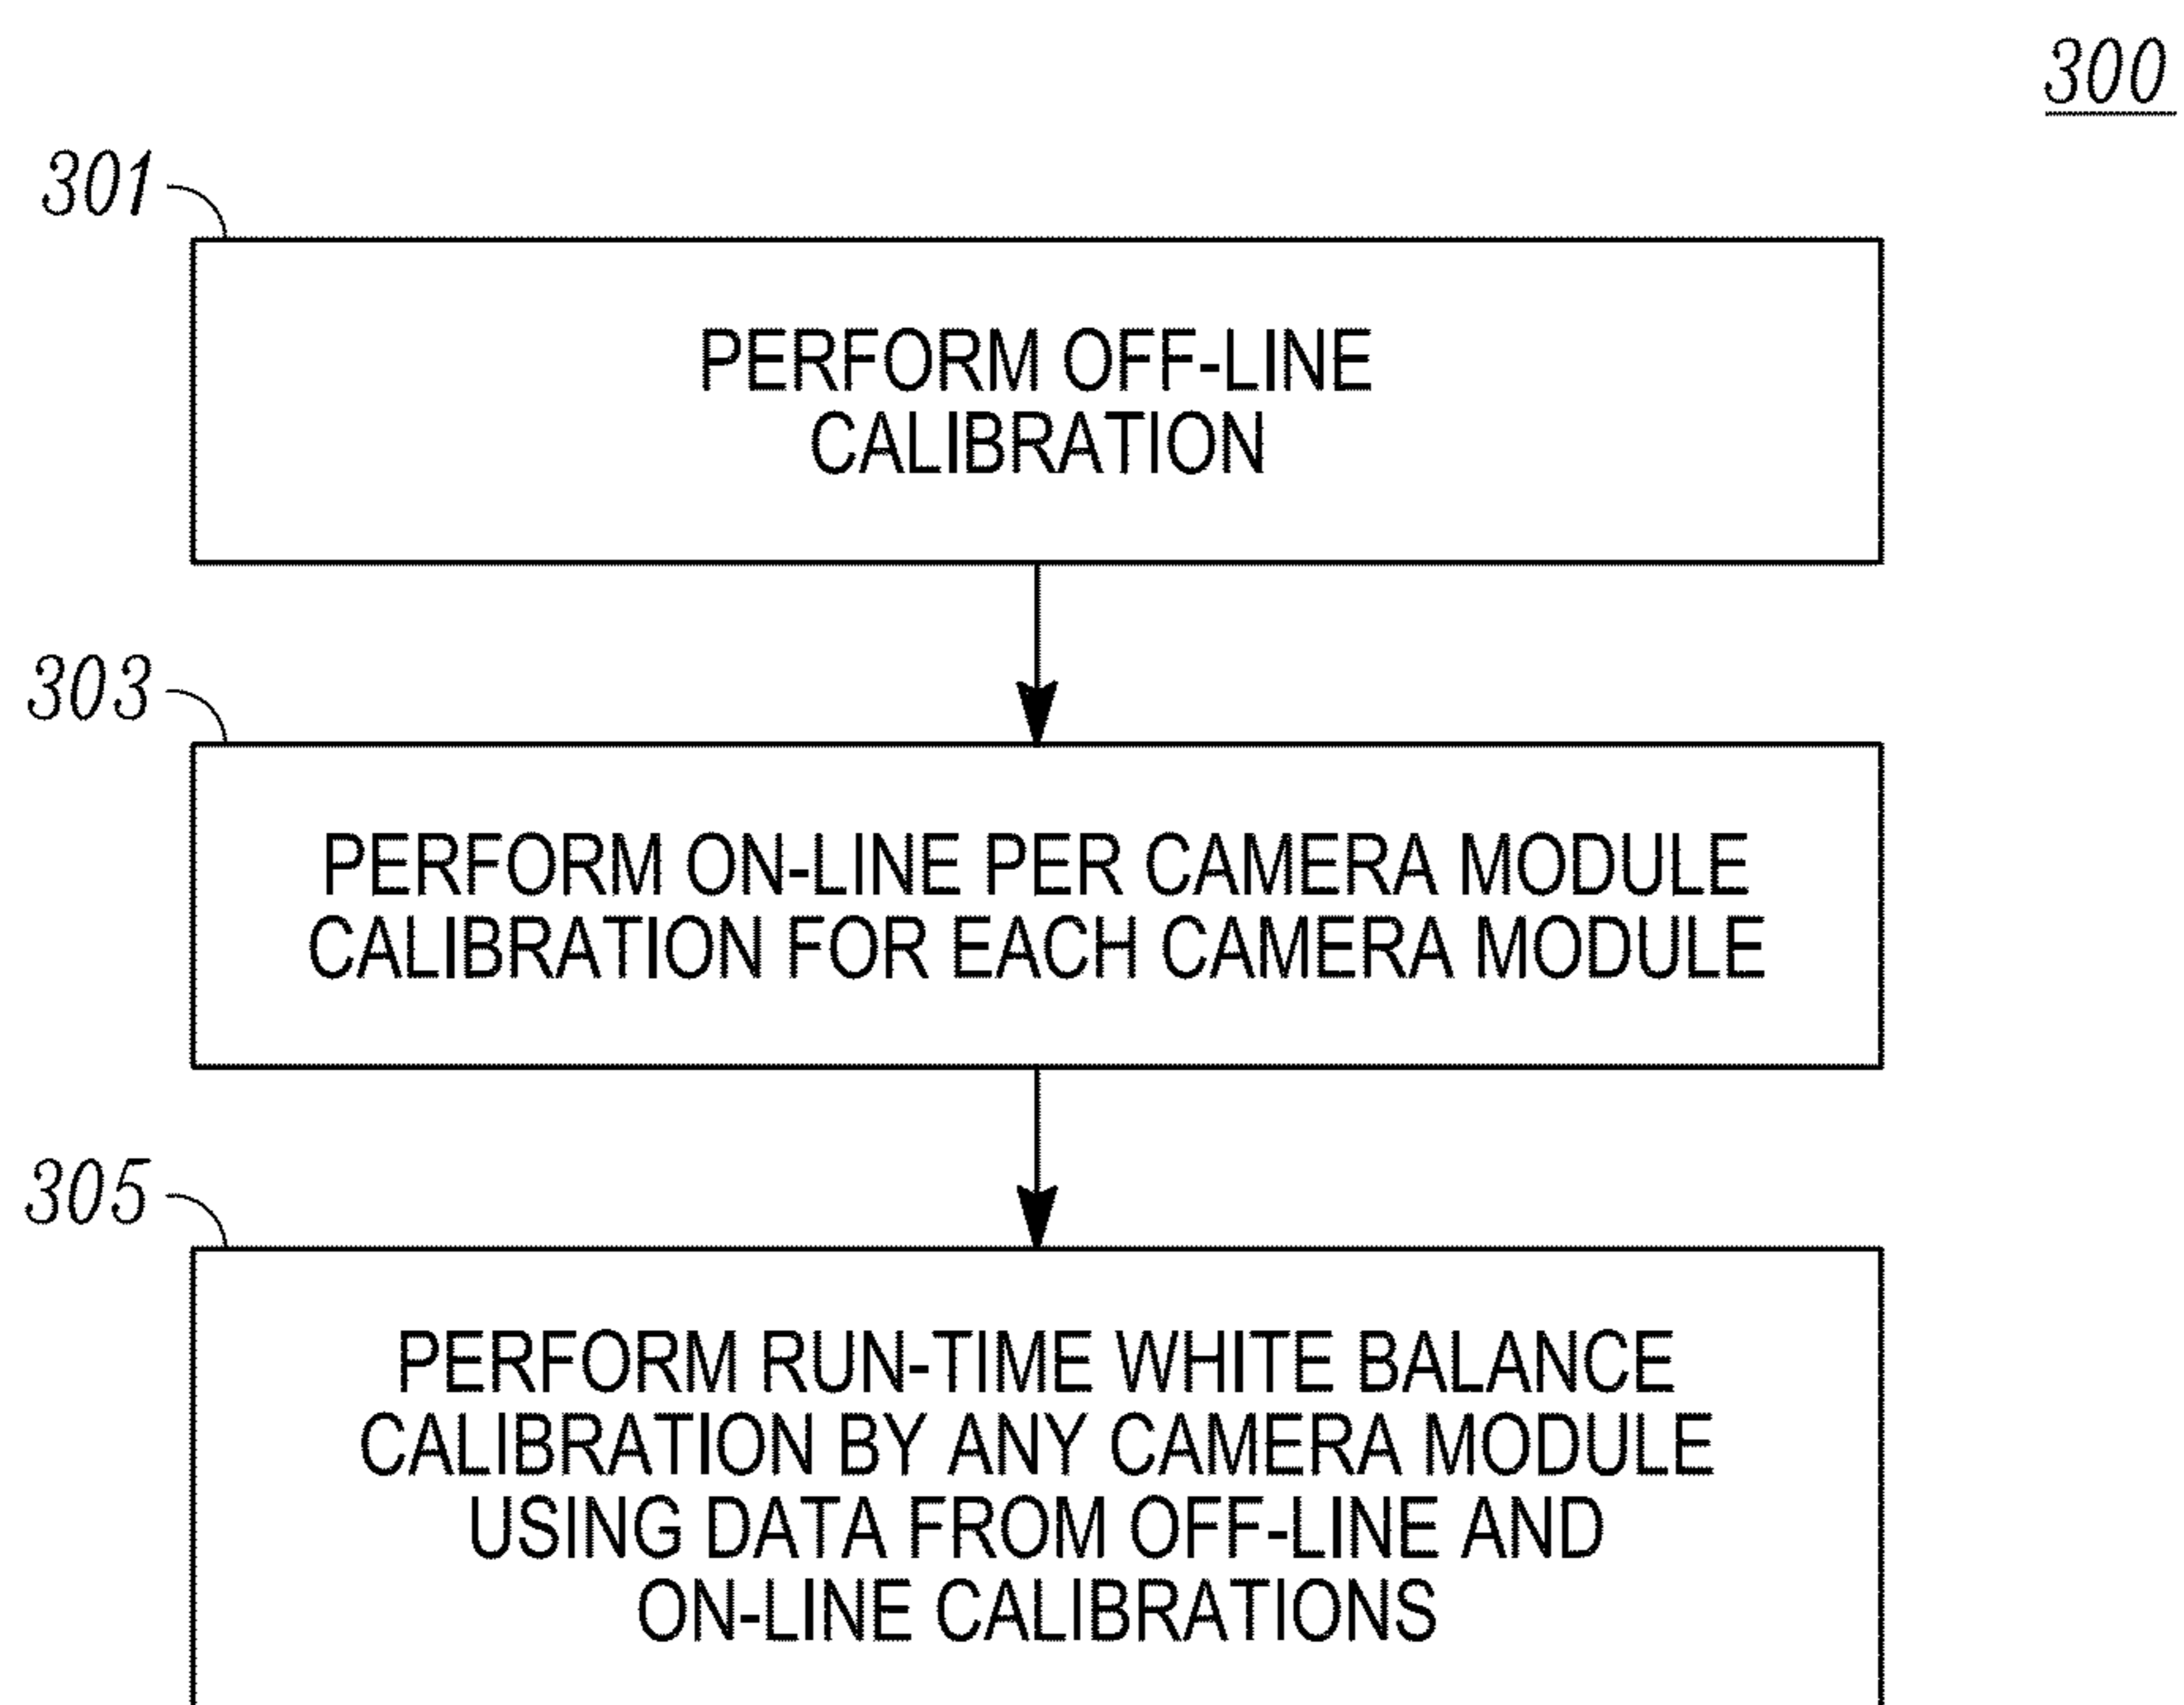 300
301
PERFORM OFF-LINE
CALIBRATION
303
PERFORM ON-LINE PER CAMERA MODULE
CALIBRATION FOR EACH CAMERA MODULE
305
PERFORM RUN-TIME WHITE BALANCE
CALIBRATION BY ANY CAMERA MODULE
USING DATA FROM OFF-LINE AND
ON-LINE CALIBRATIONS